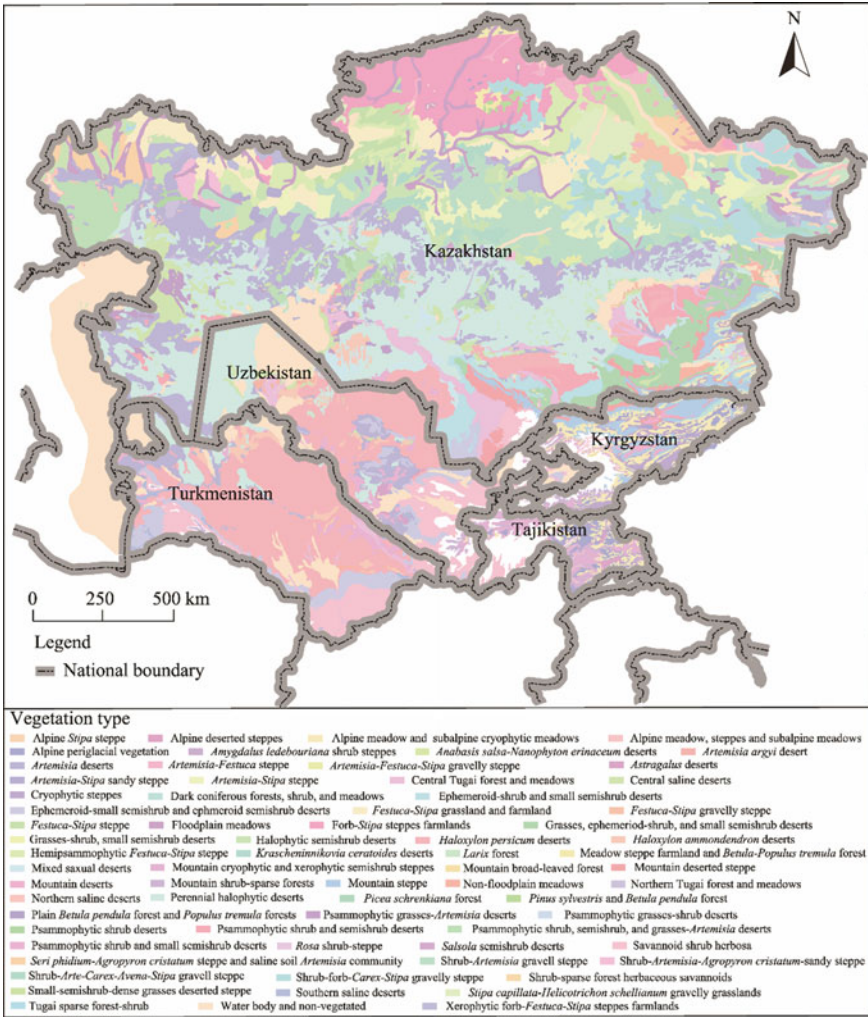 N
Kazakhstan
Uzbekistan
Kyrgyzstan
Turkmenistan
Tajikistan
0 250 500 km
Legend
National boundary
Vegetation type
Alpine Stipa steppe Alpine deserted steppes Alpine meadow and subalpine cryophytic meadows Alpine meadow, steppes and subalpine meadows
Alpine periglacial vegetation Amygdalus ledebouriana shrub steppes Anabasis salsa-Nanophyton erinaceum deserts Artemisia argyi desert
Artemisia deserts Artemisia-Festuca steppe Artemisia-Festuca-Stipa gravelly steppe Astragalus deserts
Artemisia-Stipa sandy steppe Artemisia-Stipa steppe Central Tugai forest and meadows Central saline deserts
Cryophytic steppes Dark coniferous forests, shrub, and meadows Ephemeroid-shrub and small semishrub deserts
Ephemeroid-small semishrub and ephmeroid semishrub deserts Festuca-Stipa grassland and farmland Festuca-Stipa gravelly steppe
Festuca-Stipa steppe Floodplain meadows Forb-Stipa steppes farmlands Grasses, ephemeriod-shrub, and small semishrub deserts
Grasses-shrub, small semishrub deserts Halophytic semishrub deserts Haloxylon persicum deserts Haloxylon ammondendron deserts
Hemipsammophytic Festuca-Stipa steppe Krascheninnikovia ceratoides deserts Larix forest Meadow steppe farmland and Betula-Populus tremula forest
Mixed saxual deserts Mountain cryophytic and xerophytic semishrub steppes Mountain broad-leaved forest Mountain deserted steppe
Mountain deserts Mountain shrub-sparse forests Mountain steppe Non-floodplain meadows Northern Tugai forest and meadows
Northern saline deserts Perennial halophytic deserts Picea schrenkiana forest Pinus sylvestris and Betula pendula forest
Plain Betula pendula forest and Populus tremula forests Psammophytic grasses-Artemisia deserts Psammophytic grasses-shrub deserts
Psammophytic shrub deserts Psammophytic shrub and semishrub deserts Psammophytic shrub, semishrub, and grasses-Artemisia deserts
Psammophytic shrub and small semishrub deserts Rosa shrub-steppe Salsola semishrub deserts Savannoid shrub herbosa
Seri phidium-Agropyron cristatum steppe and saline soil Artemisia community Shrub-Artemisia gravell steppe Shrub-Artemisia-Agropyron cristatum-sandy steppe
Shrub-Arte-Carex-Avena-Stipa gravell steppe Shrub-forb-Carex-Stipa gravelly steppe Shrub-sparse forest herbaceous savannoids
Small-semishrub-dense grasses deserted steppe Southern saline deserts Stipa capillata-Helicotrichon schellianum gravelly grasslands
Tugai sparse forest-shrub Water body and non-vegetated Xerophytic forb-Festuca-Stipa steppes farmlands